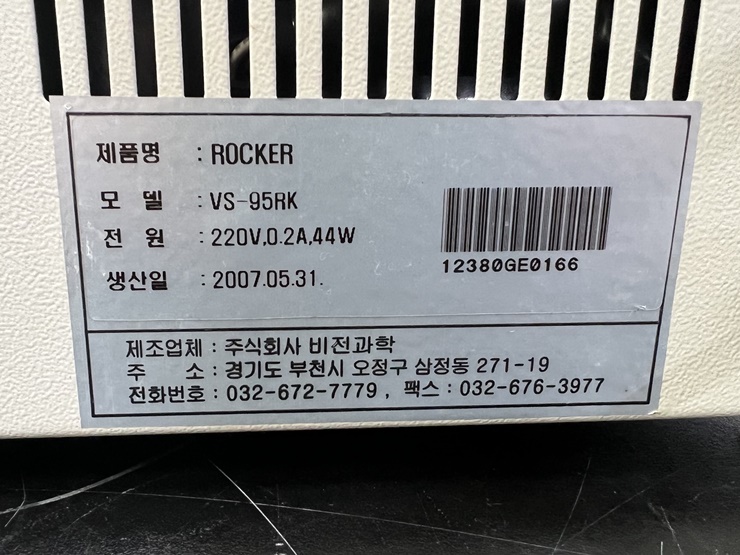 제품명 : ROCKER
모 델 : VS-95RK
전 원 : 220V,0.2A,44W
생산일 : 2007.05.31.
12380GE0166
제조업체 : 주식회사 비전과학
주 소 : 경기도 부천시 오정구 삼정동 271-19
전화번호 : 032-672-7779 , 팩스 : 032-676-3977